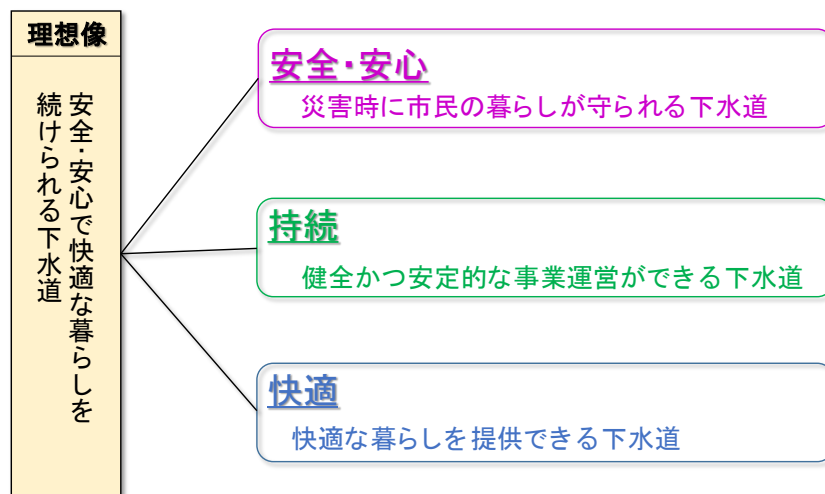 理想像
安全・安心で快適な暮らしを
続けられる下水道
安全・安心
災害時に市民の暮らしが守られる下水道
持続
健全かつ安定的な事業運営ができる下水道
快適
快適な暮らしを提供できる下水道